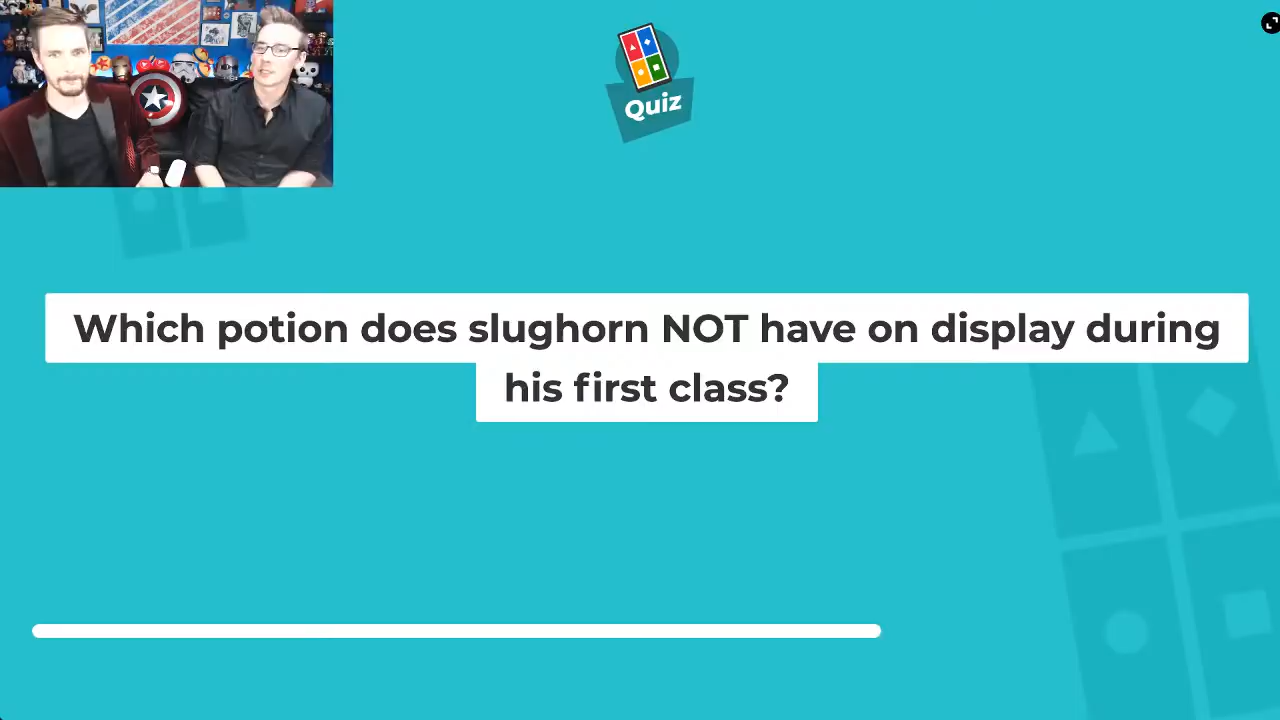 Quiz
Which potion does slughorn NOT have on display during
his first class?